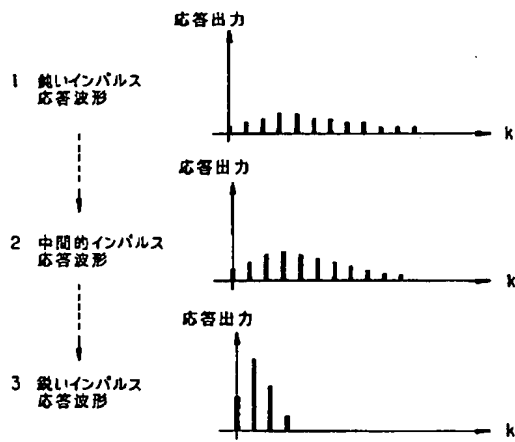 応答出力
1 鈍いインパルス
応答波形
k
応答出力
2 中間的インパルス
応答波形
k
応答出力
3 鋭いインパルス
応答波形
k